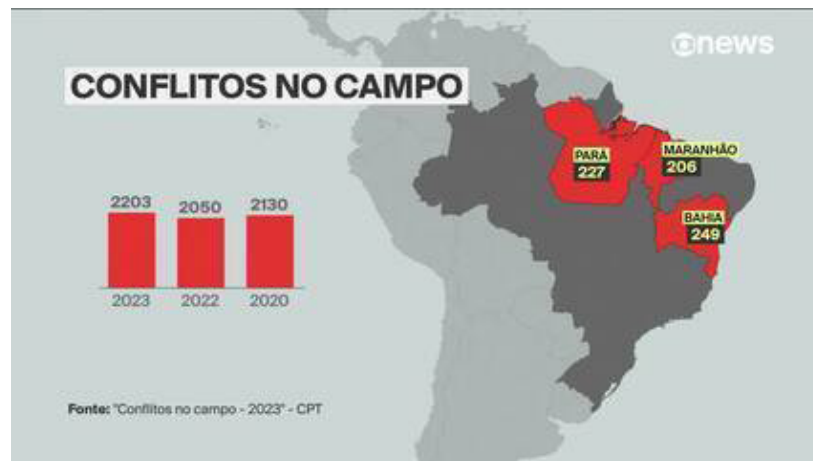 news
CONFLITOS NO CAMPO
PARÁ
227
MARANHÃO
206
BAHIA
249
2203 2050 2130
2023 2022 2020
Fonte: "Conflitos no campo - 2023" - CPT